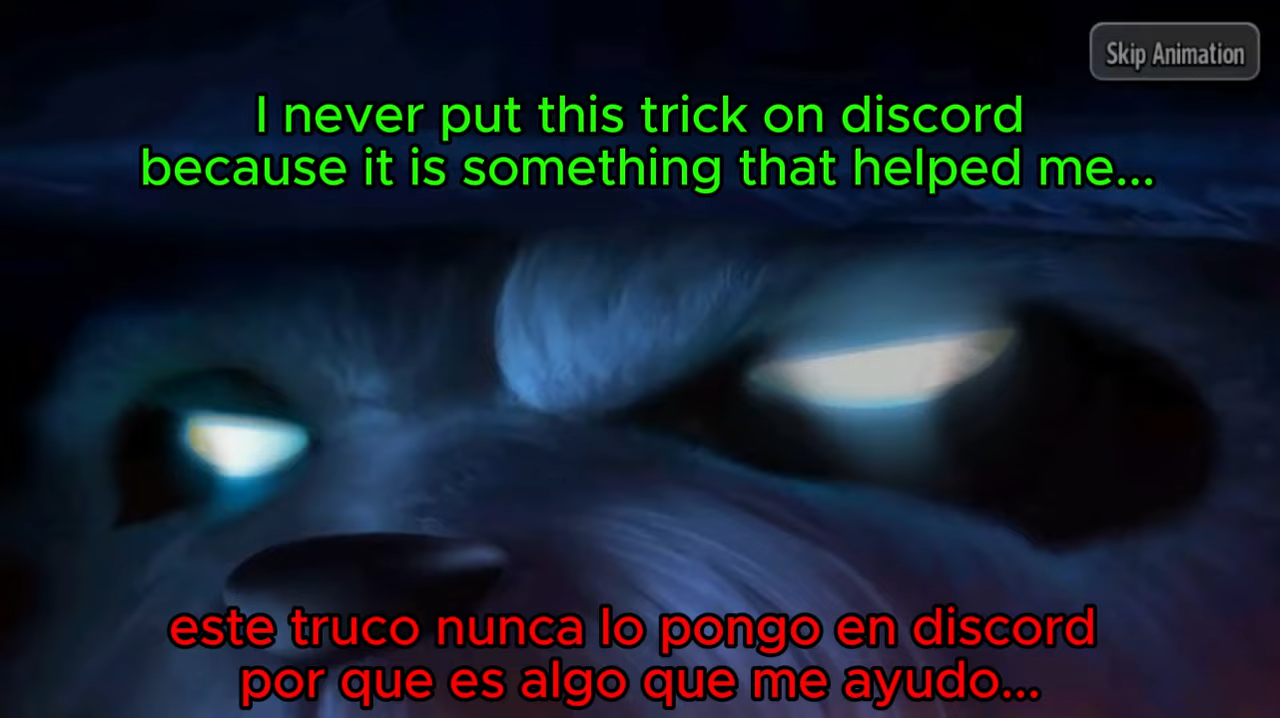 Skip Animation
I never put this trick on discord
because it is something that helped me...
este truco nunca lo pongo en discord
por que es algo que me ayudo...